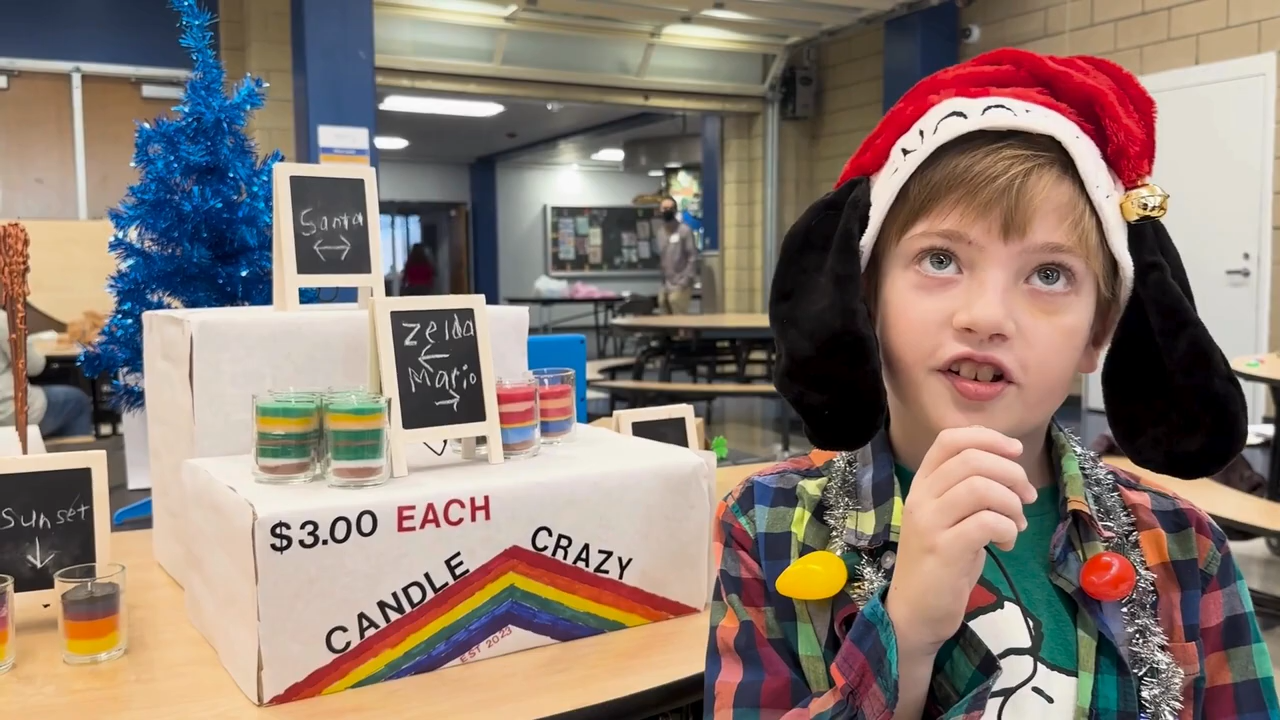 Santa
Zelda
Mario
Sunset
$3.00 EACH
CANDLE CRAZY
EST 2023